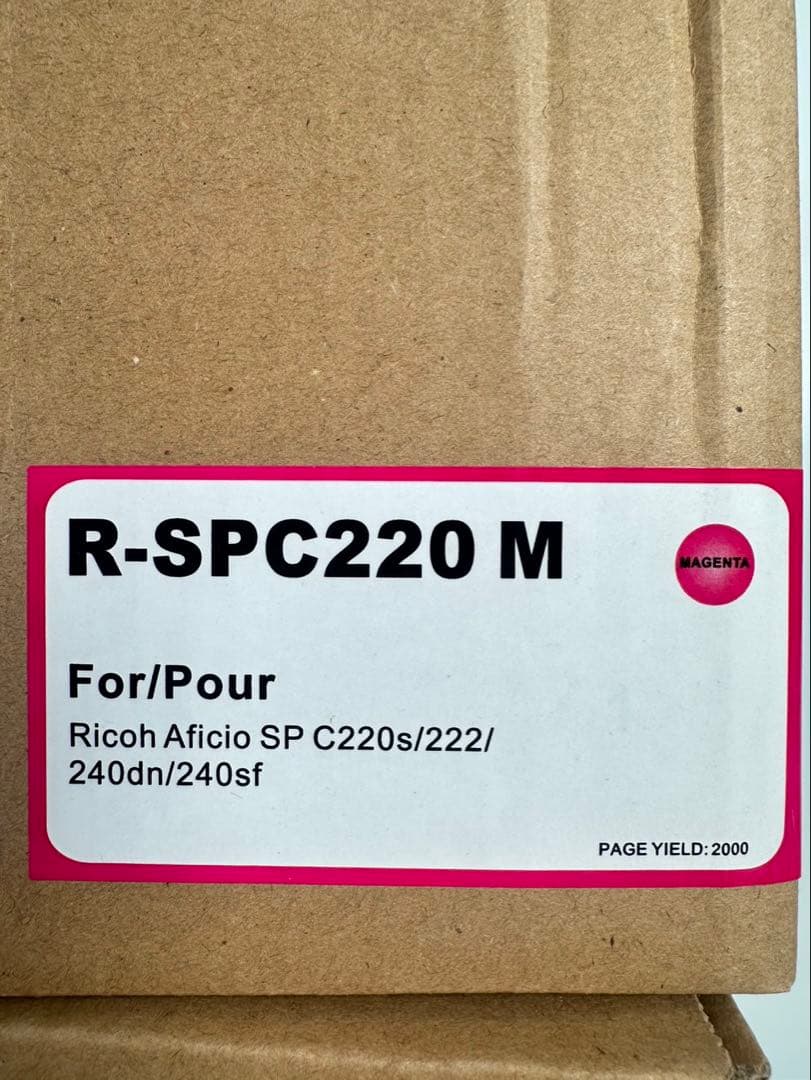 R-SPC220 M
MAGENTA
For/Pour
Ricoh Aficio SP C220s/222/
240dn/240sf
PAGE YIELD: 2000